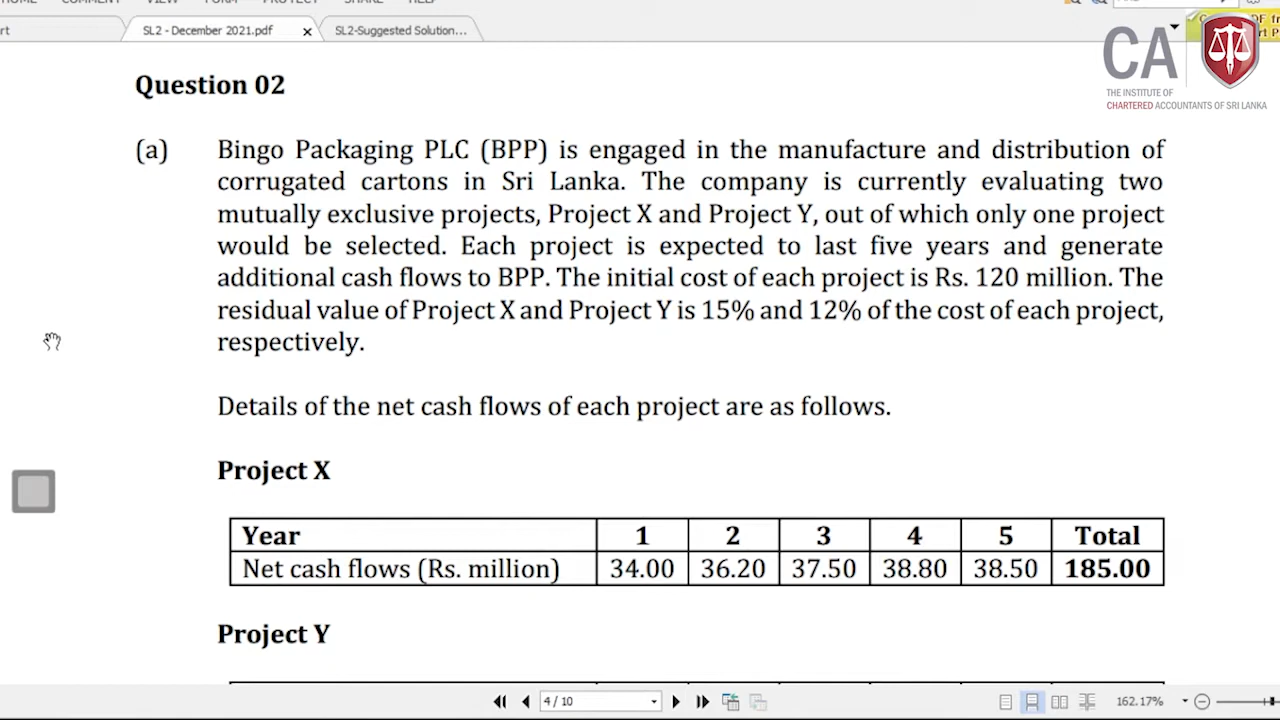 SL2 - December 2021.pdf
SL2-Suggested Solution...
CA
THE INSTITUTE OF
CHARTERED ACCOUNTANTS OF SRI LANKA
Question 02
(a) Bingo Packaging PLC (BPP) is engaged in the manufacture and distribution of
corrugated cartons in Sri Lanka. The company is currently evaluating two
mutually exclusive projects, Project X and Project Y, out of which only one project
would be selected. Each project is expected to last five years and generate
additional cash flows to BPP. The initial cost of each project is Rs. 120 million. The
residual value of Project X and Project Y is 15% and 12% of the cost of each project,
respectively.
Details of the net cash flows of each project are as follows.
Project X
Year 1 2 3 4 5 Total
Net cash flows (Rs. million) 34.00 36.20 37.50 38.80 38.50 185.00
Project Y
4 / 10
162.17%